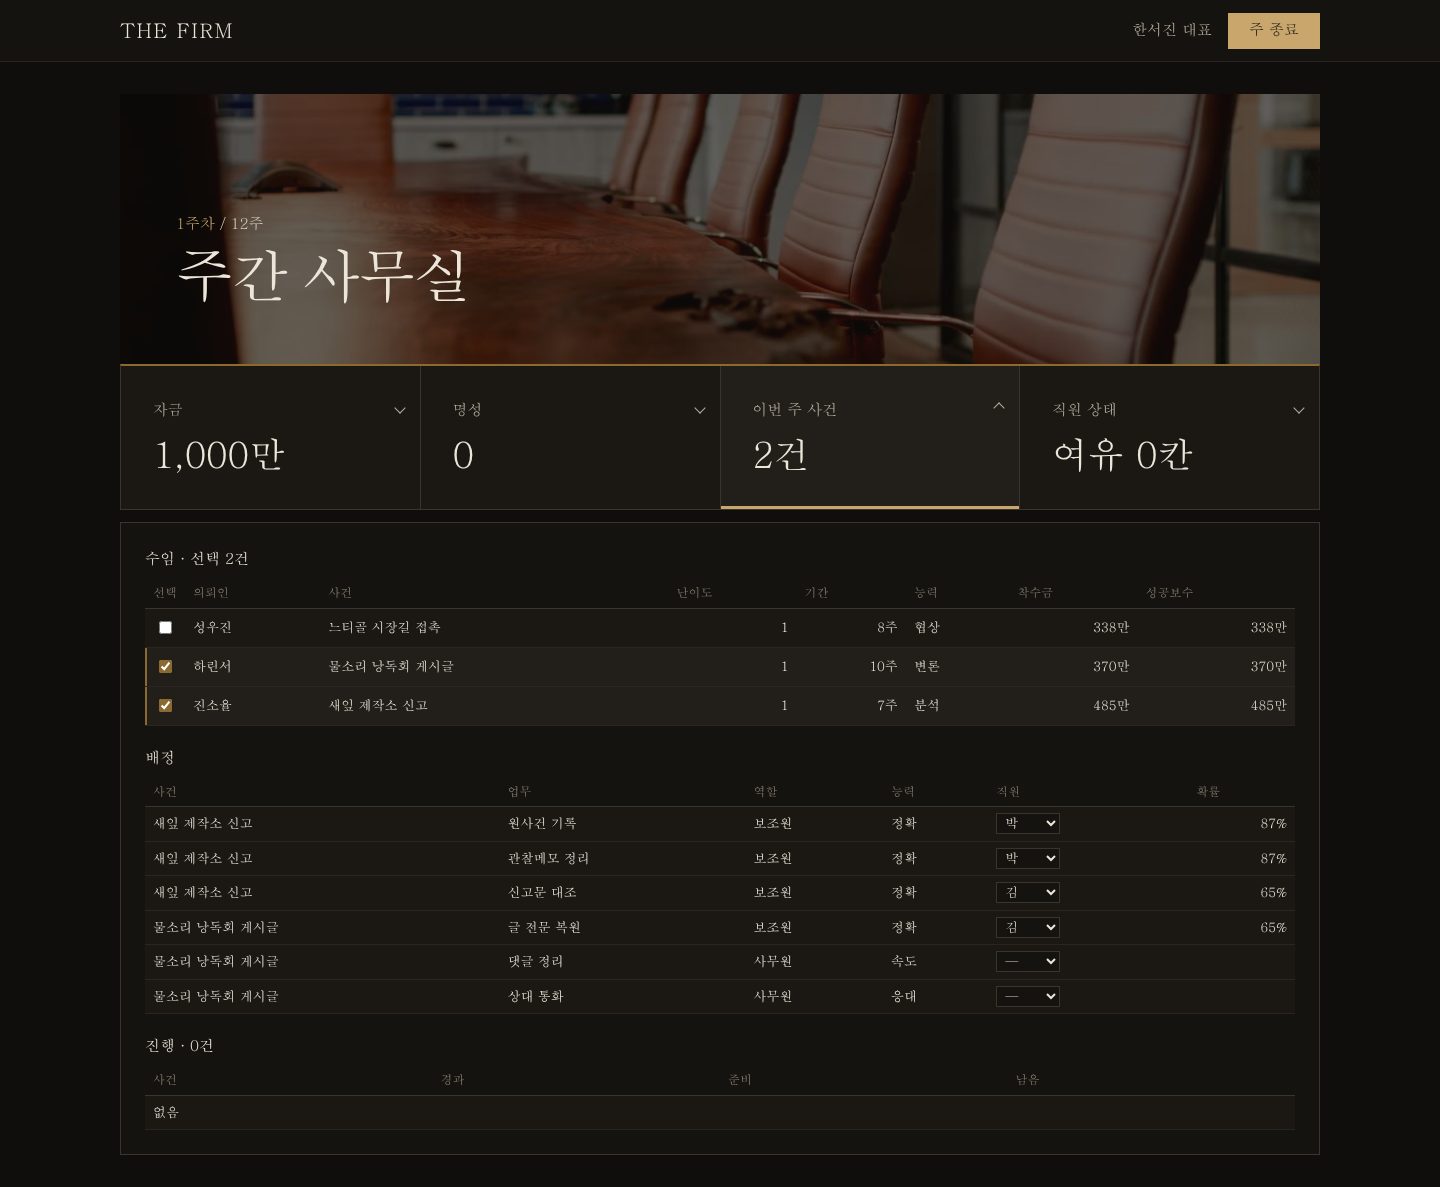 THE FIRM
한서진 대표
주 종료
1주차 / 12주
주간 사무실
자금
1,000만
명성
0
이번 주 사건
2건
직원 상태
여유 0칸
수임 · 선택 2건
선택 의뢰인 사건 난이도 기간 능력 착수금 성공보수
성우진 느티골 시장길 접촉 1 8주 협상 338만 338만
하린서 물소리 낭독회 게시글 1 10주 변론 370만 370만
진소율 새잎 제작소 신고 1 7주 분석 485만 485만
배정
사건 업무 역할 능력 직원 확률
새잎 제작소 신고 원사건 기록 보조원 정확 박 87%
새잎 제작소 신고 관찰메모 정리 보조원 정확 박 87%
새잎 제작소 신고 신고문 대조 보조원 정확 김 65%
물소리 낭독회 게시글 글 전문 복원 보조원 정확 김 65%
물소리 낭독회 게시글 댓글 정리 사무원 속도 —
물소리 낭독회 게시글 상대 통화 사무원 응대 —
진행 · 0건
사건 경과 준비 남음
없음